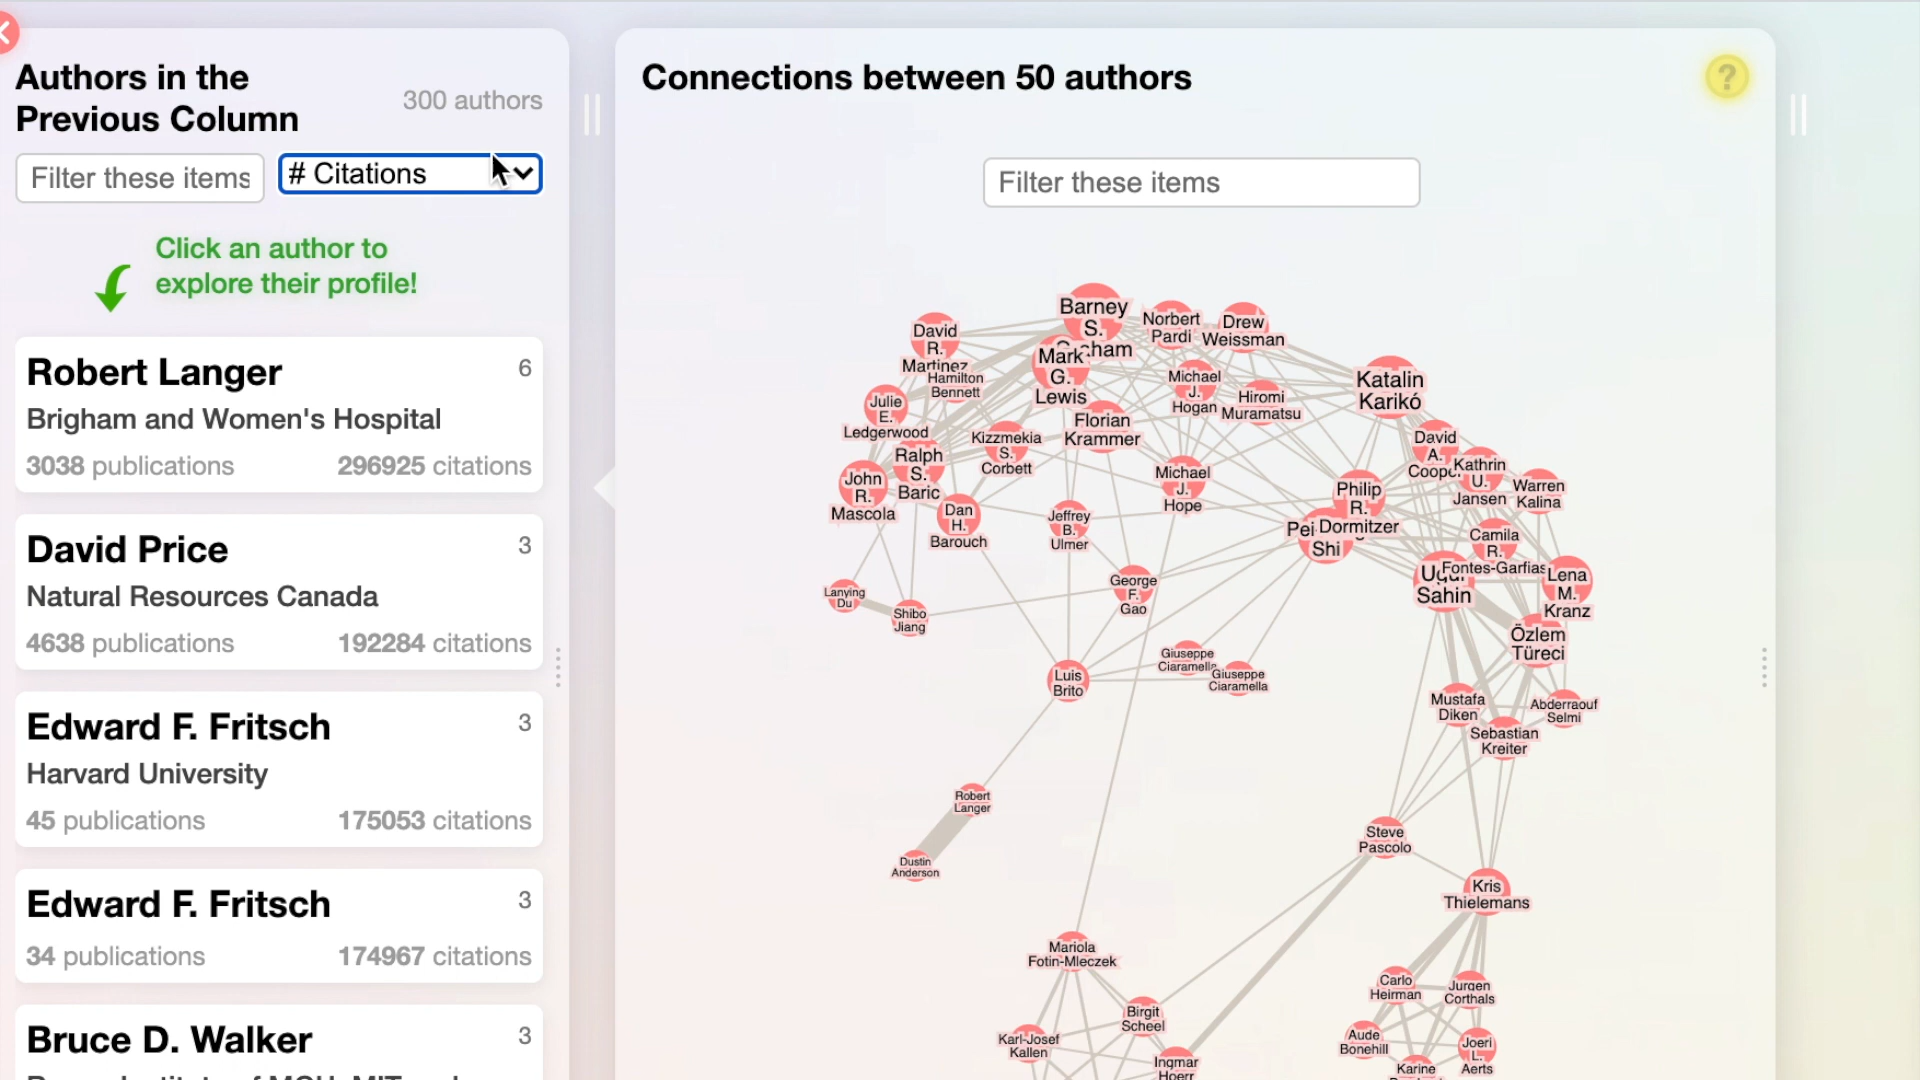 Authors in the
Previous Column
300 authors
Filter these items
# Citations
Click an author to
explore their profile!
Robert Langer
6
Brigham and Women's Hospital
3038 publications
296925 citations
David Price
3
Natural Resources Canada
4638 publications
192284 citations
Edward F. Fritsch
3
Harvard University
45 publications
175053 citations
Edward F. Fritsch
3
34 publications
174967 citations
Bruce D. Walker
3
Connections between 50 authors
?
Filter these items
Barney
S.
David
R.
Martinez
Norbert
Pardi
Drew
Weissman
Mark
G.
Lewis
Hamilton
Bennett
Michael
J.
Hogan
Hiromi
Muramatsu
Katalin
Karikó
Julie
E.
Ledgerwood
Florian
Krammer
Kizzmekia
S.
Corbett
Ralph
S.
Baric
David
A.
Kathrin
U.
Jansen
Warren
Kalina
John
R.
Mascola
Michael
J.
Hope
Philip
R.
Dormitzer
Pei
Shi
Dan
H.
Barouch
Jeffrey
B.
Ulmer
Camila
R.
Fontes-Garfias
Ugur
Sahin
Lena
M.
Kranz
George
F.
Gao
Lanying
Du
Shibo
Jiang
Özlem
Türeci
Giuseppe
Ciaramella
Giuseppe
Ciaramella
Luis
Brito
Mustafa
Diken
Abderraouf
Selmi
Sebastian
Kreiter
Robert
Langer
Steve
Pascolo
Dustin
Anderson
Kris
Thielemans
Mariola
Fotin-Mleczek
Carlo
Heirman
Jurgen
Corthals
Birgit
Scheel
Karl-Josef
Kallen
Aude
Bonehill
Joeri
L.
Aerts
Ingmar
Hoerr
Karine